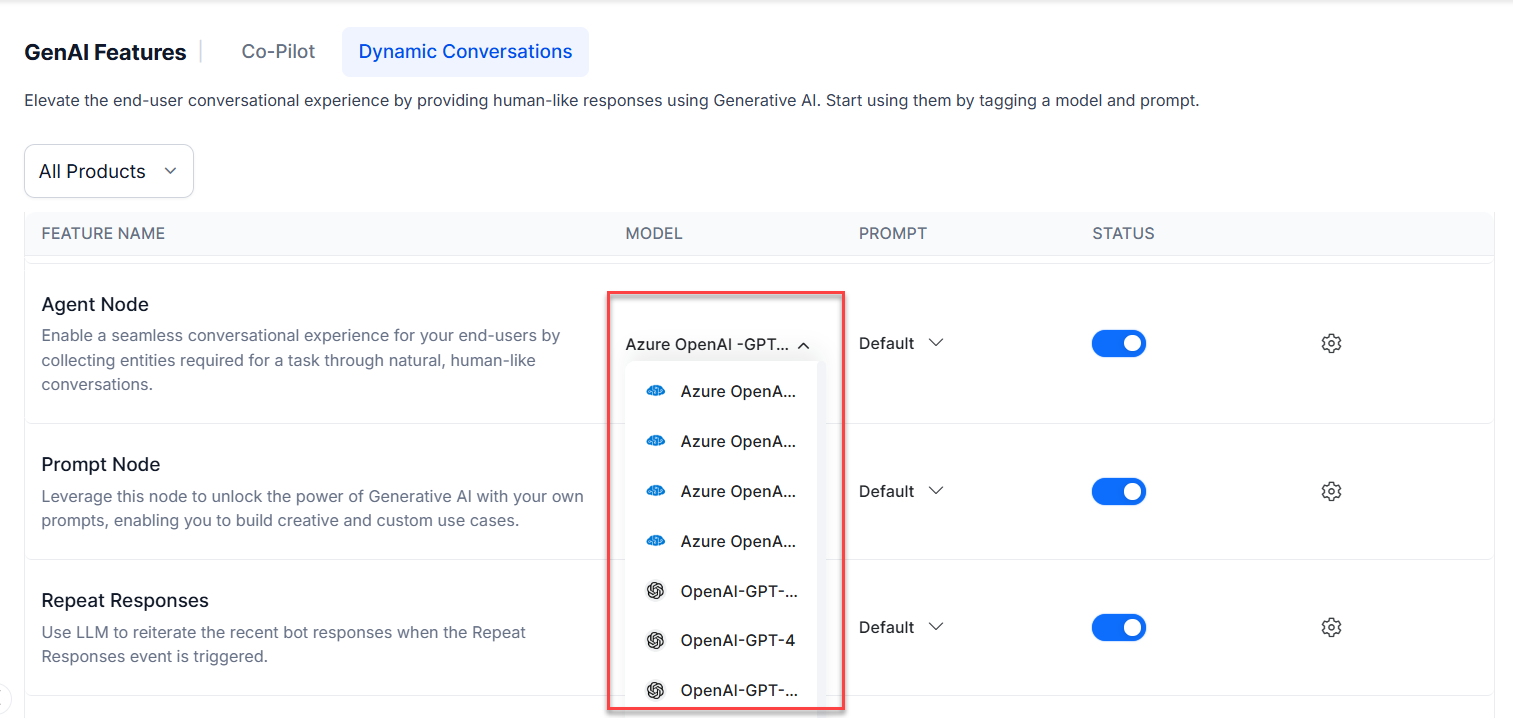 GenAI Features
Co-Pilot
Dynamic Conversations
Elevate the end-user conversational experience by providing human-like responses using Generative AI. Start using them by tagging a model and prompt.
All Products
FEATURE NAME
MODEL
PROMPT
STATUS
Agent Node
Enable a seamless conversational experience for your end-users by
collecting entities required for a task through natural, human-like
conversations.
Azure OpenAI -GPT...
Default
Azure OpenA...
Azure OpenA...
Prompt Node
Leverage this node to unlock the power of Generative AI with your own
prompts, enabling you to build creative and custom use cases.
Azure OpenA...
Default
Azure OpenA...
Repeat Responses
Use LLM to reiterate the recent bot responses when the Repeat
Responses event is triggered.
OpenAI-GPT-...
Default
OpenAI-GPT-4
OpenAI-GPT-...